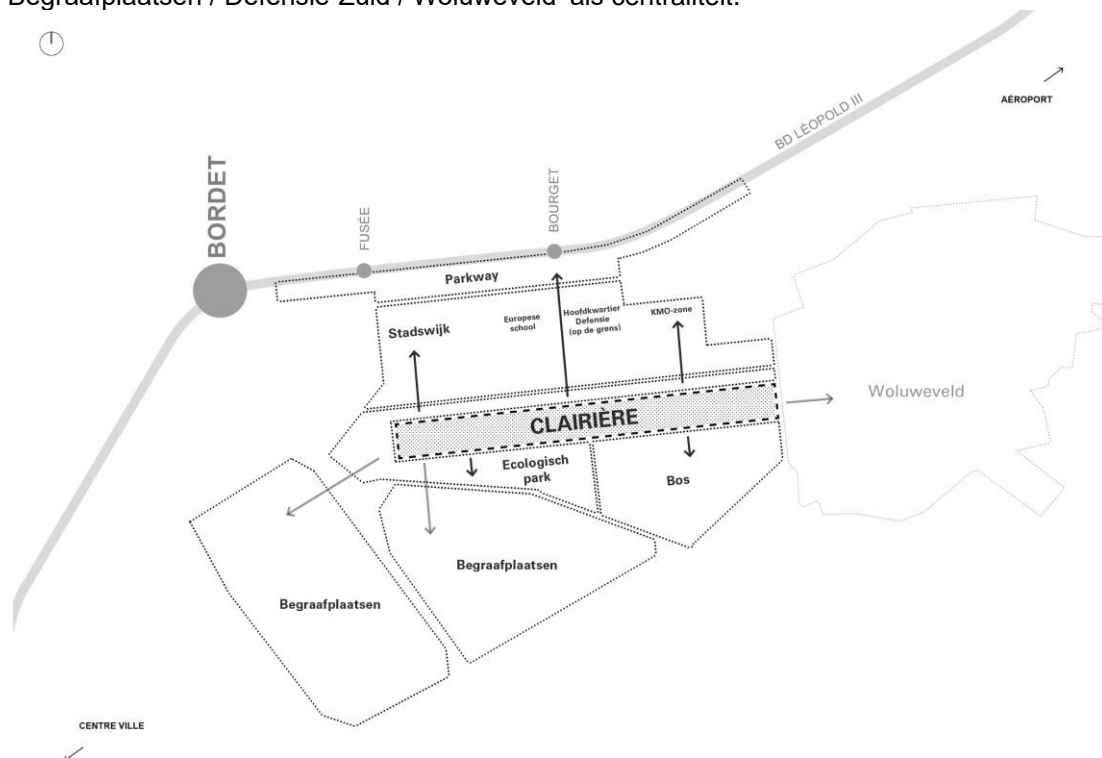 Begraafplaatsen / Defensie Zuid / Woluweveld als centraliteit.
AÉROPORT
BD LÉOPOLD III
BORDET
FUSÉE
BOURGET
Parkway
Stadswijk
Europese
school
Hoofdkwartier
Defensie
(op de grens)
KMO-zone
Woluweveld
CLAIRIÈRE
Ecologisch
park
Bos
Begraafplaatsen
Begraafplaatsen
CENTRE VILLE